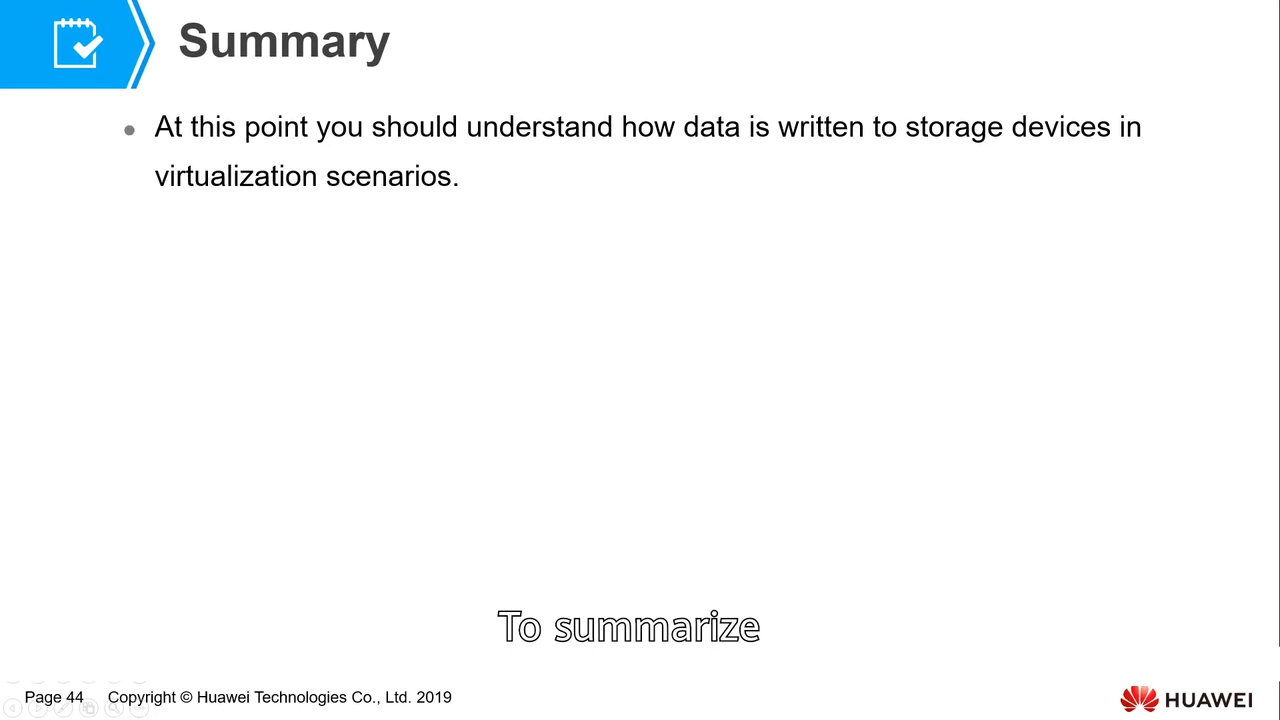 Summary
• At this point you should understand how data is written to storage devices in
virtualization scenarios.
To summarize
Page 44 Copyright © Huawei Technologies Co., Ltd. 2019
HUAWEI